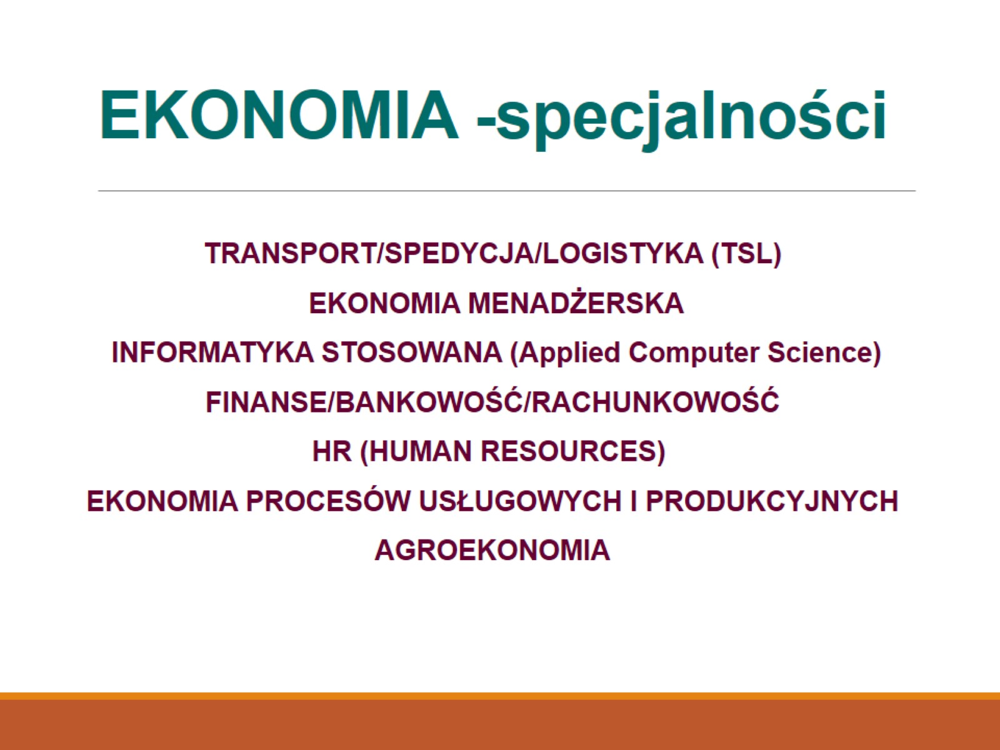 EKONOMIA -specjalności
TRANSPORT/SPEDYCJA/LOGISTYKA (TSL)
EKONOMIA MENADŻERSKA
INFORMATYKA STOSOWANA (Applied Computer Science)
FINANSE/BANKOWOŚĆ/RACHUNKOWOŚĆ
HR (HUMAN RESOURCES)
EKONOMIA PROCESÓW USŁUGOWYCH I PRODUKCYJNYCH
AGROEKONOMIA